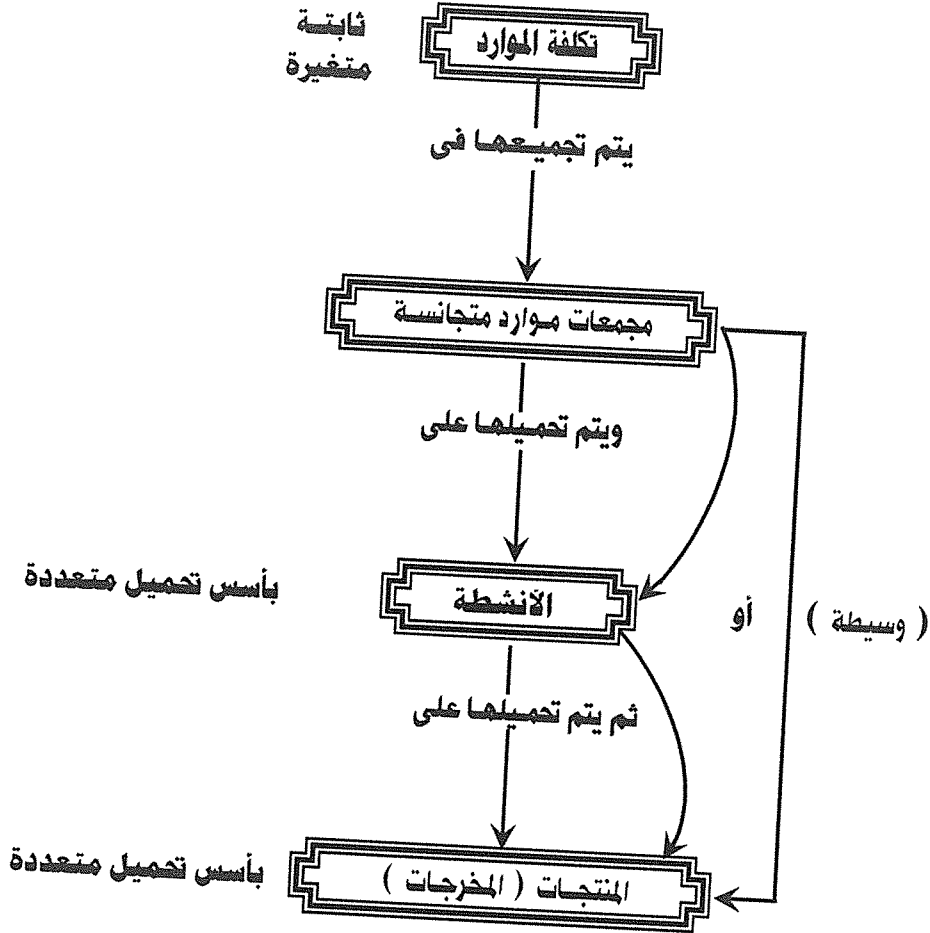 تكلفة الموارد
ثابتة
متغيرة
يتم تجميعها فى
مجمعات موارد متجانسة
ويتم تحميلها على
الآنشطة
بأسس تحميل متعددة
أو
( وسيطة )
ثم يتم تحميلها على
المنتجات ( المخرجات )
بأسس تحميل متعددة